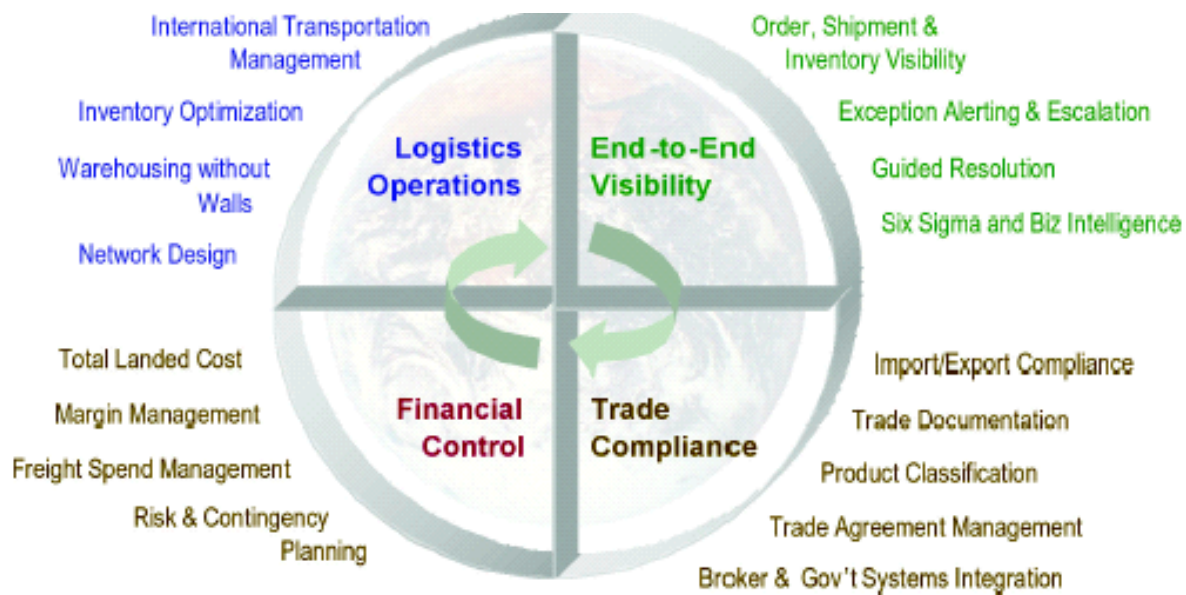 International Transportation
Management
Inventory Optimization
Warehousing without
Walls
Network Design
Logistics
Operations
End-to-End
Visibility
Order, Shipment &
Inventory Visibility
Exception Alerting & Escalation
Guided Resolution
Six Sigma and Biz Intelligence
Total Landed Cost
Margin Management
Freight Spend Management
Risk & Contingency
Planning
Financial
Control
Trade
Compliance
Import/Export Compliance
Trade Documentation
Product Classification
Trade Agreement Management
Broker & Gov't Systems Integration